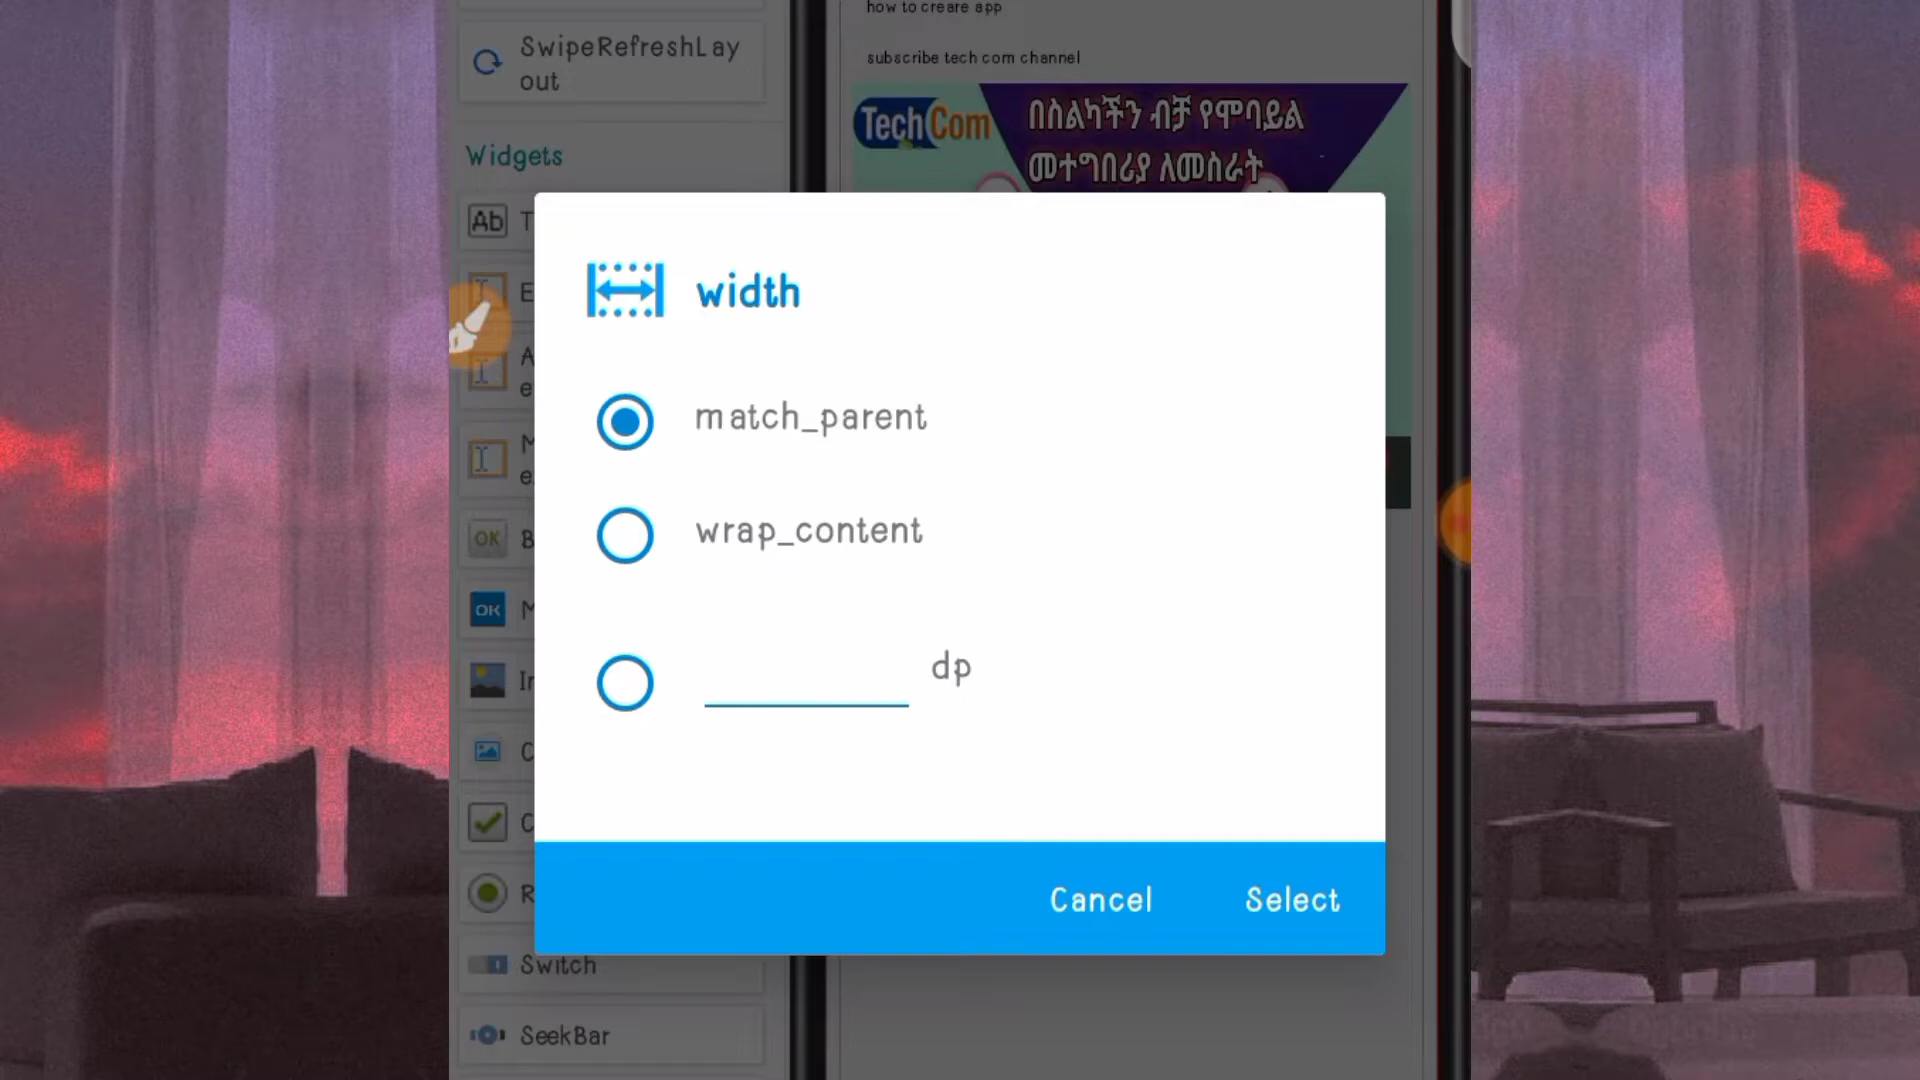 how to creare app
subscribe tech com channel
SwipeRefreshLay
out
TechCom
በስልካችን ብቻ የሞባይል
መተግበሪያ ለመስራት
Widgets
Ab
width
match_parent
wrap_content
dp
OK
OK
Cancel
Select
Switch
SeekBar